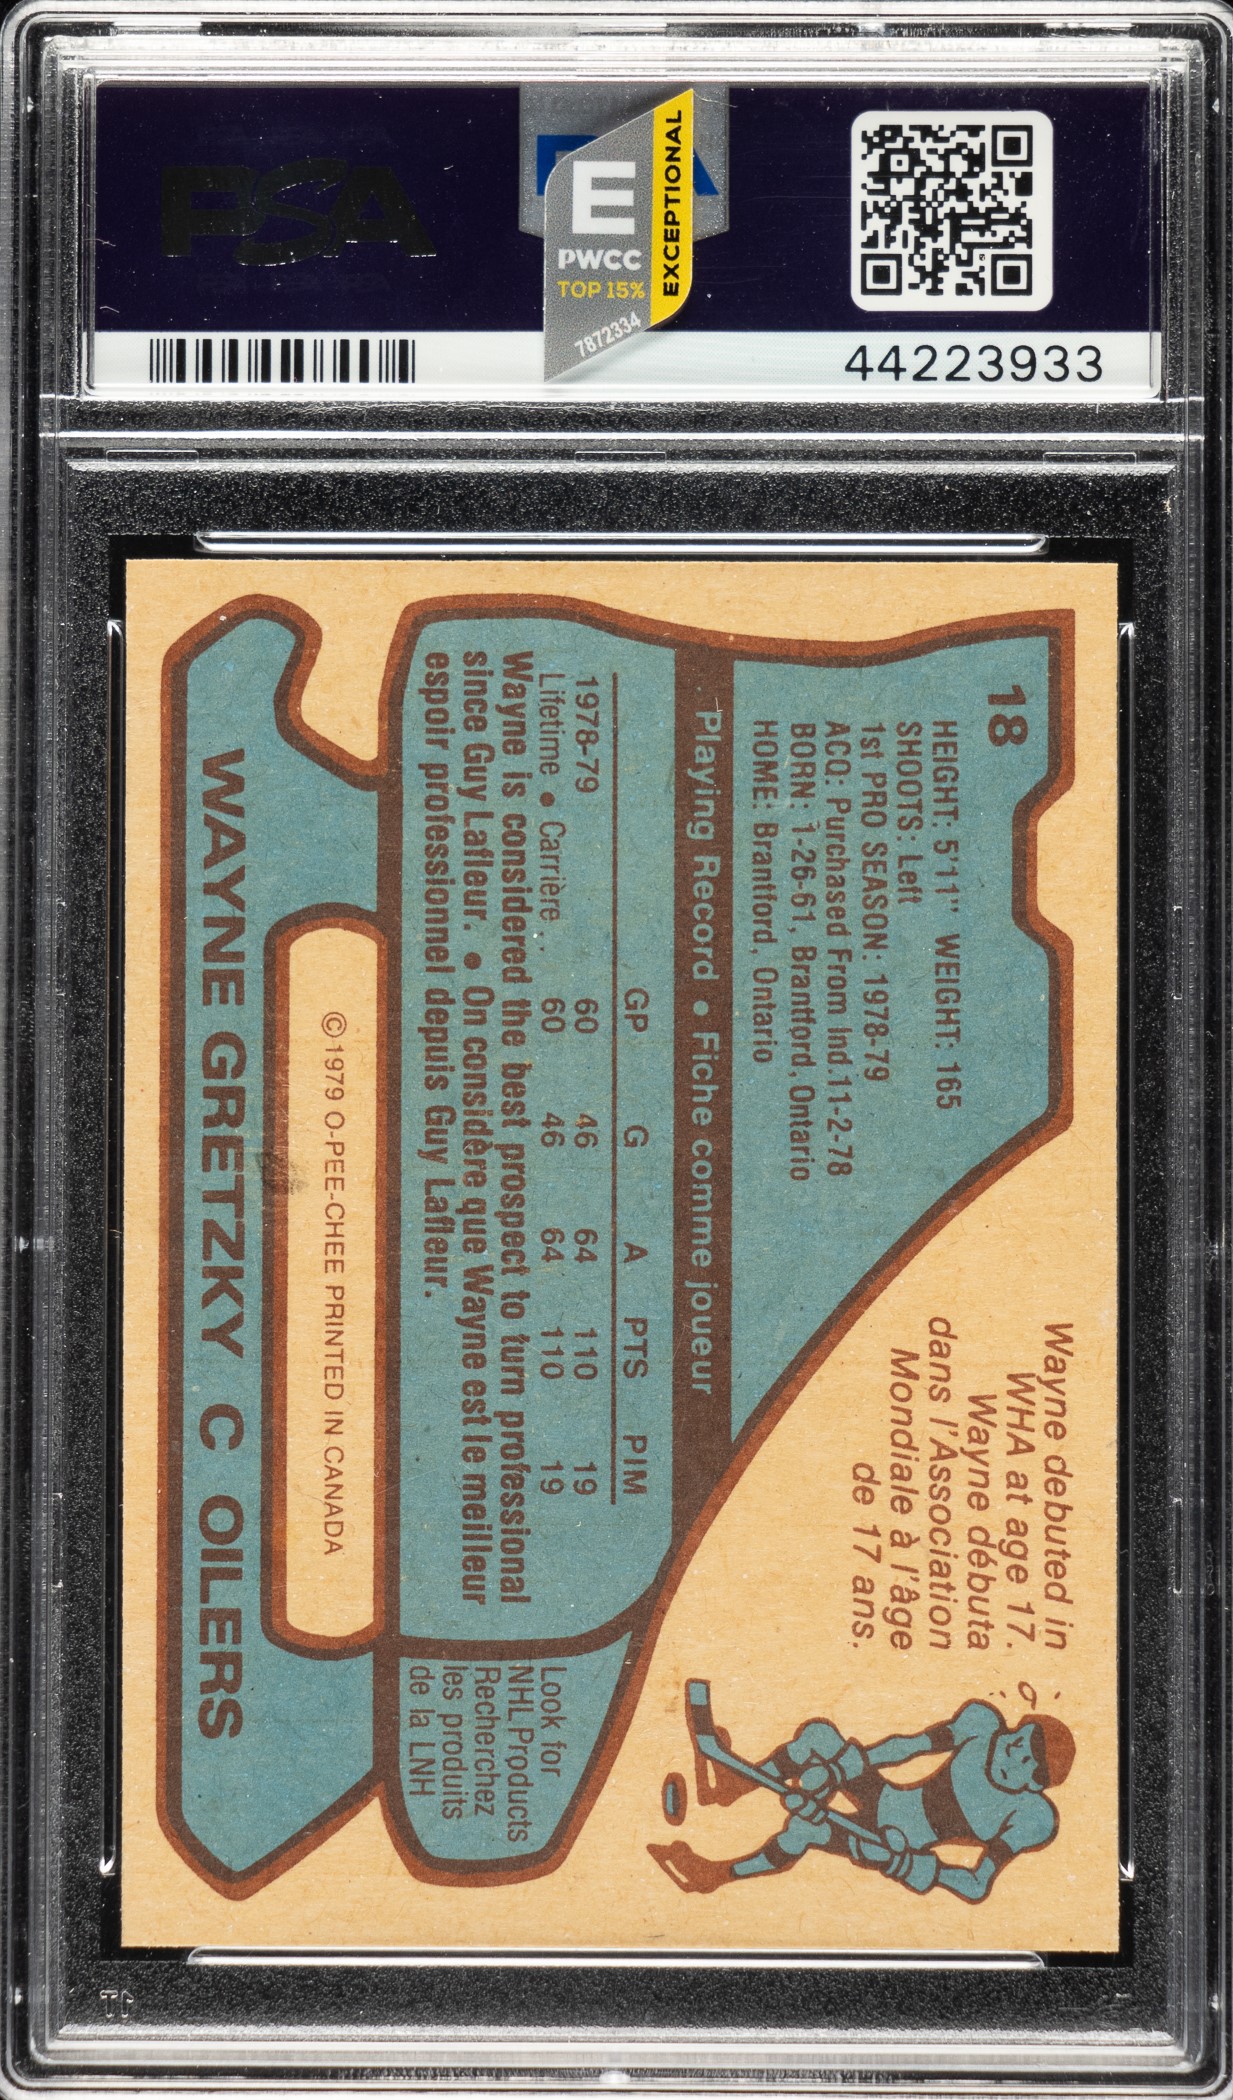 PSA
E
PWCC
TOP 15%
EXCEPTIONAL
7872334
44223933
18
HEIGHT: 5'11" WEIGHT: 165
SHOOTS: Left
1st PRO SEASON: 1978-79
ACQ: Purchased From Ind.11-2-78
BORN: 1-26-61, Brantford, Ontario
HOME: Brantford, Ontario
Wayne debuted in
WHA at age 17.
Wayne débuta
dans l'Association
Mondiale à l'âge
de 17 ans.
Playing Record • Fiche comme joueur
GP G A PTS PIM
1978-79 60 46 64 110 19
Lifetime • Carrière.. 60 46 64 110 19
Wayne is considered the best prospect to turn professional
since Guy Lafleur. • On considère que Wayne est le meilleur
espoir professionnel depuis Guy Lafleur.
Look for
NHL Products
Recherchez
les produits
de la LNH
©1979 O-PEE-CHEE PRINTED IN CANADA
WAYNE GRETZKY C OILERS